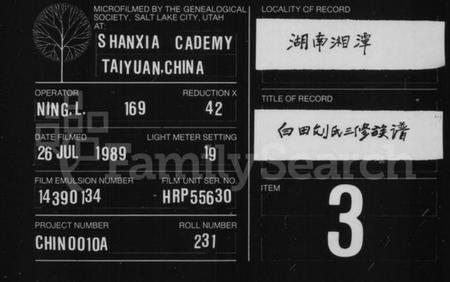 MICROFILMED BY THE GENEALOGICAL
SOCIETY, SALT LAKE CITY, UTAH
AT:
SHANXIA CADEMY
TAIYUAN.CHINA
OPERATOR REDUCTION X
NING.L. 169 42
DATE FILMED LIGHT METER SETTING
26 JUL 1989 19
FILM EMULSION NUMBER FILM UNIT SER. NO.
14390134 HRP55630
PROJECT NUMBER ROLL NUMBER
CHIN0010A 231
LOCALITY OF RECORD
湖南湘潭
TITLE OF RECORD
白田刘氏三修族谱
ITEM
3
FamilySearch